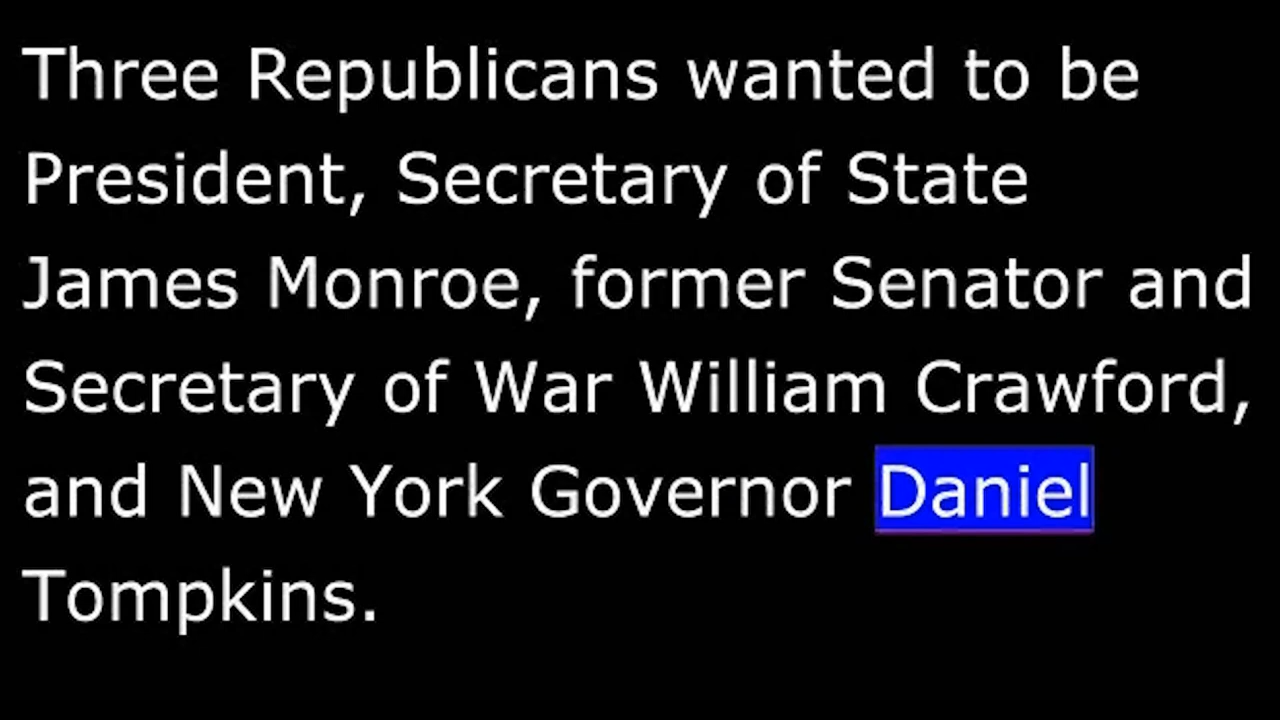 Three Republicans wanted to be
President, Secretary of State
James Monroe, former Senator and
Secretary of War William Crawford,
and New York Governor Daniel
Tompkins.